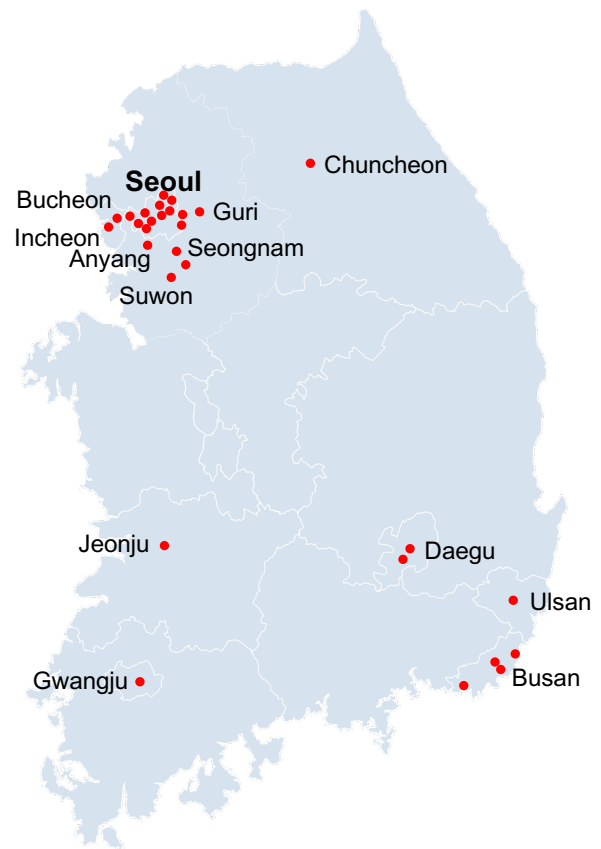 Chuncheon
Seoul
Bucheon
Guri
Incheon
Anyang
Seongnam
Suwon
Jeonju
Daegu
Ulsan
Gwangju
Busan